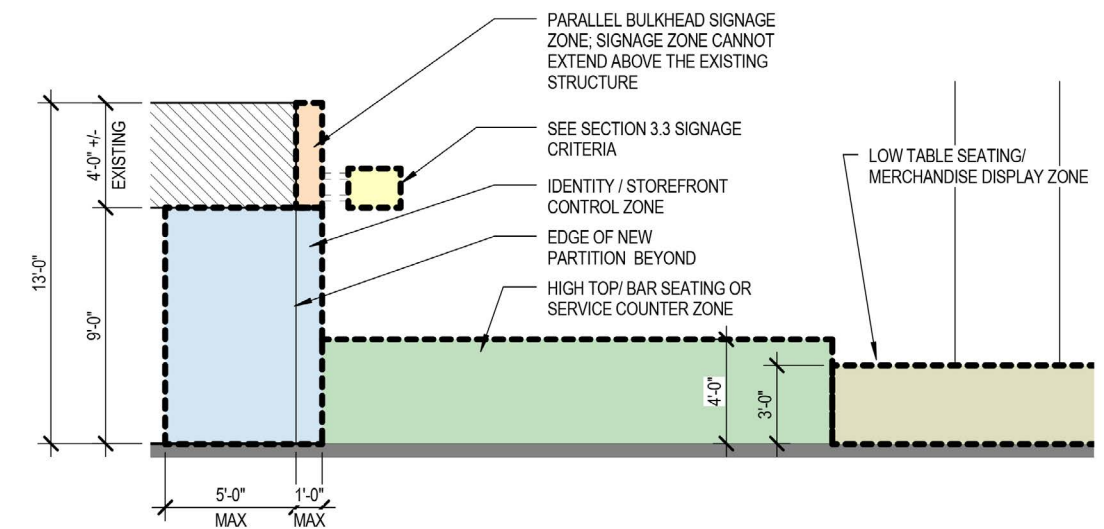 PARALLEL BULKHEAD SIGNAGE
ZONE; SIGNAGE ZONE CANNOT
EXTEND ABOVE THE EXISTING
STRUCTURE
SEE SECTION 3.3 SIGNAGE
CRITERIA
IDENTITY / STOREFRONT
CONTROL ZONE
EDGE OF NEW
PARTITION BEYOND
HIGH TOP/ BAR SEATING OR
SERVICE COUNTER ZONE
LOW TABLE SEATING/
MERCHANDISE DISPLAY ZONE
13'-0"
4'-0" +/-
EXISTING
9'-0"
4'-0"
3'-0"
5'-0"
MAX
1'-0"
MAX